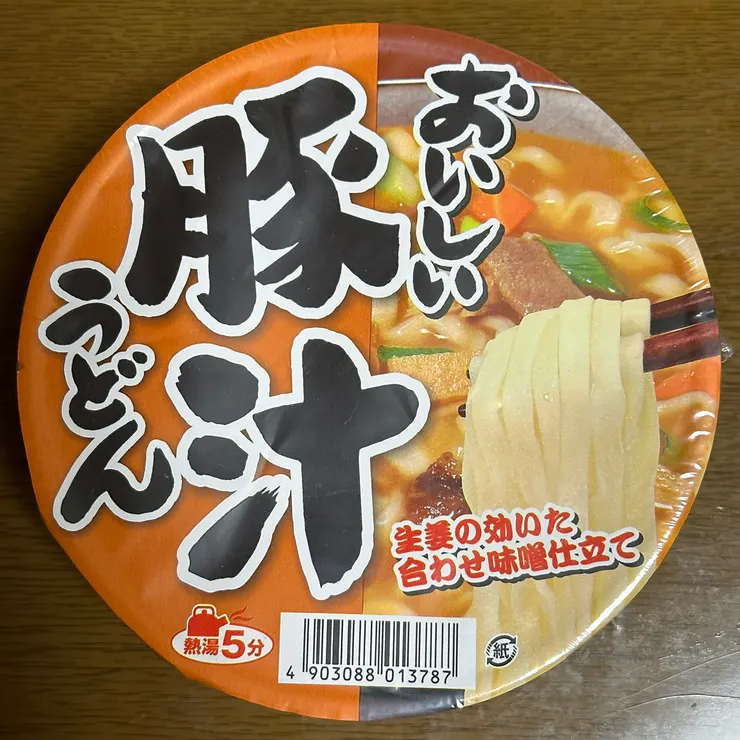 おいしい
豚汁
うどん
生姜の効いた
合わせ味噌仕立て
熱湯5分
4 903088 013787
紙